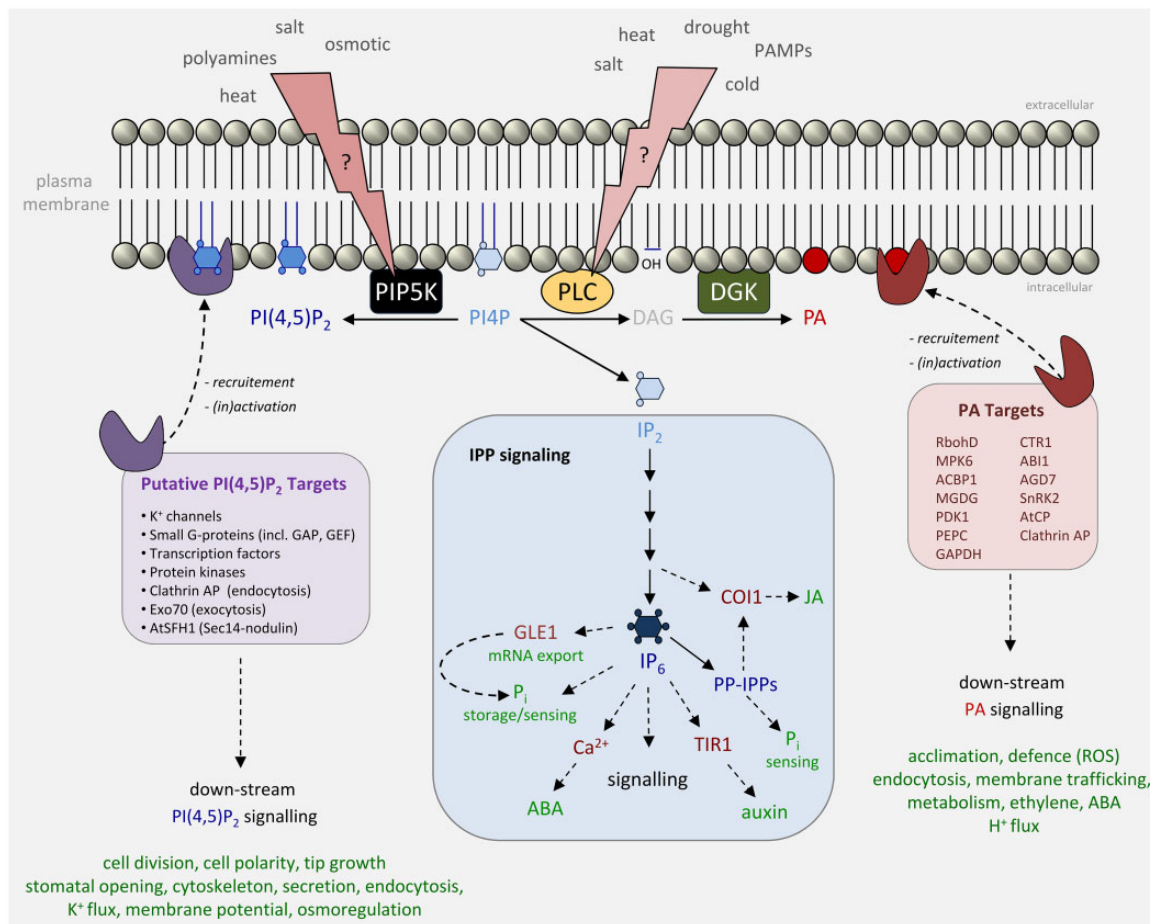 salt
osmotic
polyamines
heat
drought
heat
PAMPs
salt
cold
extracellular
?
?
plasma
membrane
OH
intracellular
PIP5K
PLC
DGK
PI(4,5)P₂
PI4P
DAG
PA
- recruitement
- (in)activation
- recruitement
- (in)activation
Putative PI(4,5)P₂ Targets
• K⁺ channels
• Small G-proteins (incl. GAP, GEF)
• Transcription factors
• Protein kinases
• Clathrin AP (endocytosis)
• Exo70 (exocytosis)
• AtSFH1 (Sec14-nodulin)
down-stream
PI(4,5)P₂ signalling
cell division, cell polarity, tip growth
stomatal opening, cytoskeleton, secretion, endocytosis,
K⁺ flux, membrane potential, osmoregulation
IP₂
IPP signaling
COI1
JA
GLE1
mRNA export
IP₆
PP-IPPs
Pᵢ
storage/sensing
Ca²⁺
TIR1
Pᵢ
sensing
signalling
ABA
auxin
PA Targets
RbohD CTR1
MPK6 ABI1
ACBP1 AGD7
MGDG SnRK2
PDK1 AtCP
PEPC Clathrin AP
GAPDH
down-stream
PA signalling
acclimation, defence (ROS)
endocytosis, membrane trafficking,
metabolism, ethylene, ABA
H⁺ flux